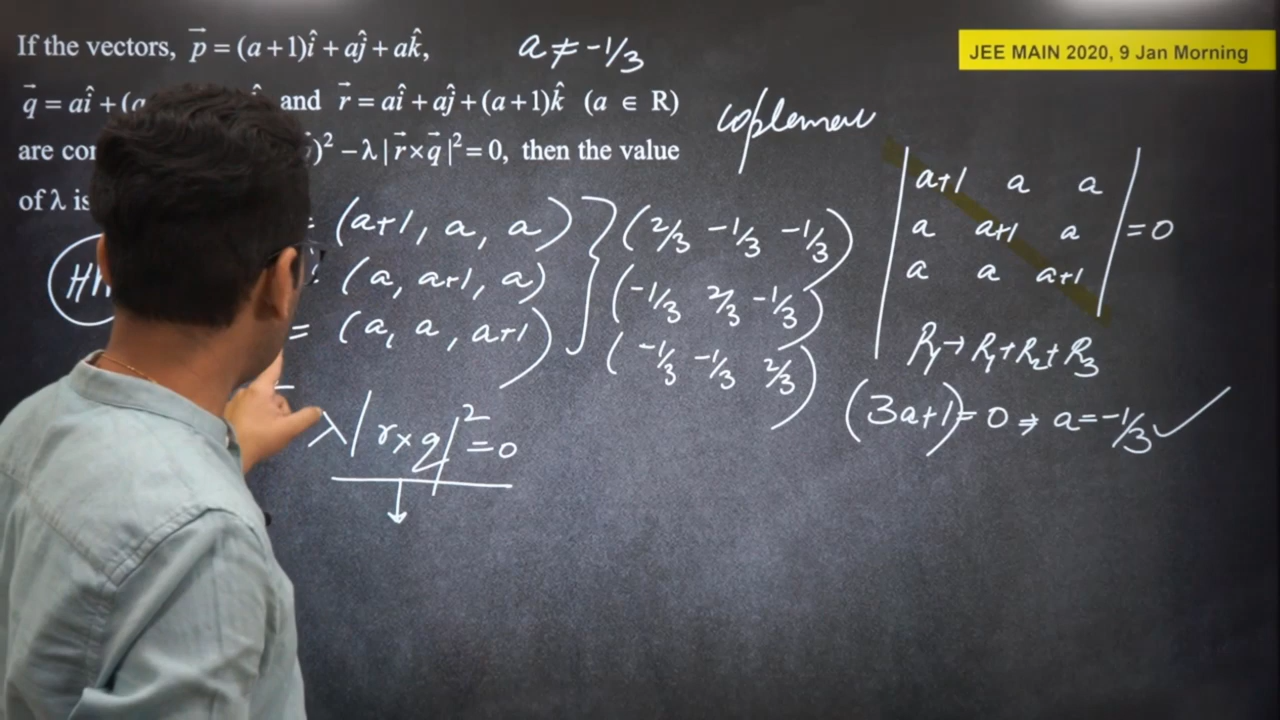 If the vectors, p⃗ = (a+1)î + aĵ + ak̂,
a ≠ -1/3
JEE MAIN 2020, 9 Jan Morning
q⃗ = aî + (a and r⃗ = aî + aĵ + (a+1)k̂ (a ∈ R)
are cop )² − λ|r⃗×q⃗|² = 0, then the value
of λ is
coplemer
= (a+1, a, a)
(a, a+1, a)
= (a, a, a+1)
(2/3 -1/3 -1/3)
(-1/3 2/3 -1/3)
(-1/3 -1/3 2/3)
a+1 a a
a a+1 a = 0
a a a+1
R₁→R₁+R₂+R₃
(3a+1)=0 ⇒ a=-1/3 ✓
λ|r×q|²=0